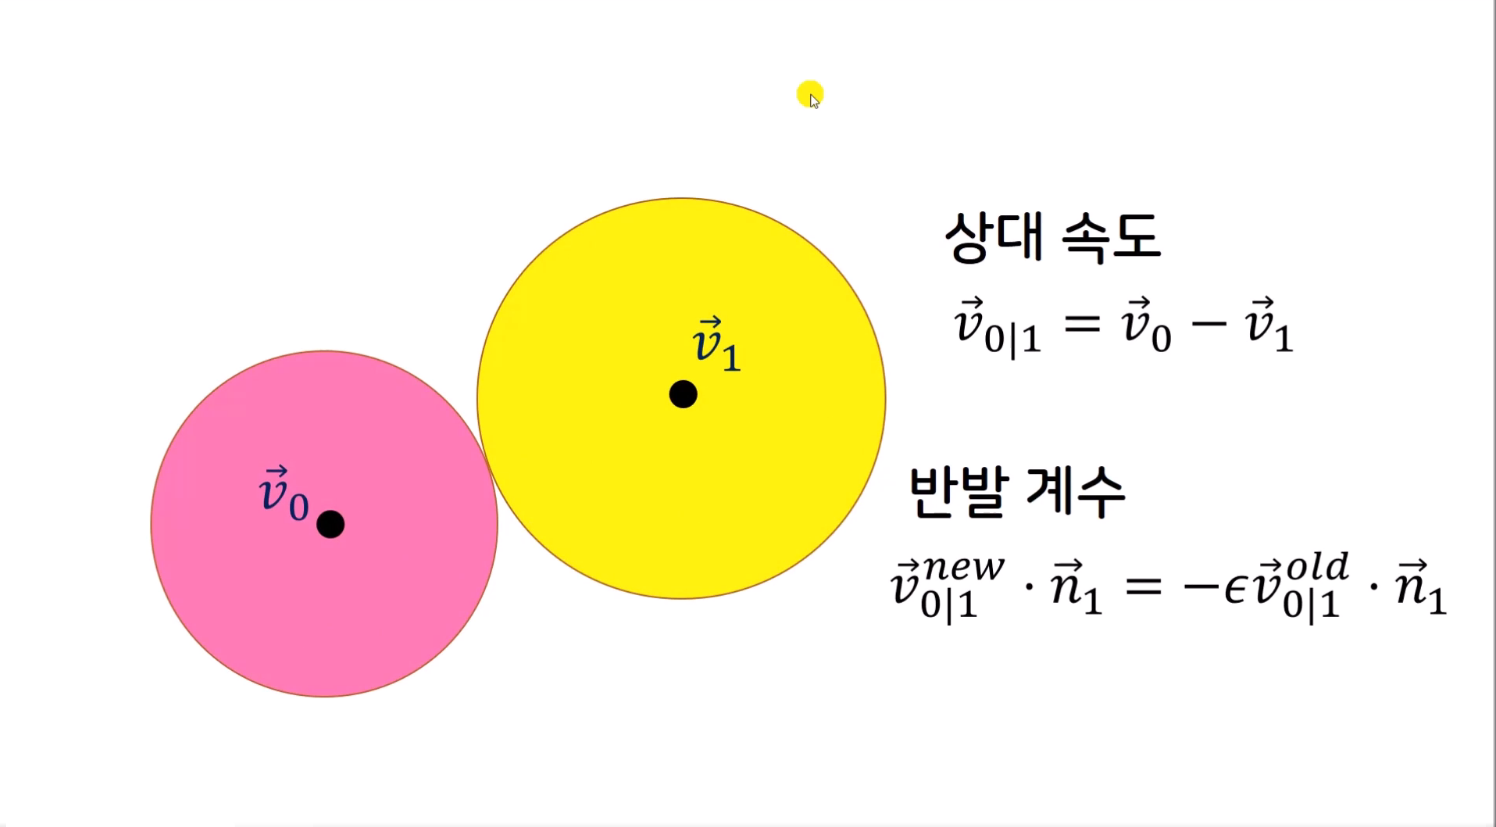 상대 속도
$\vec{v}_{0|1} = \vec{v}_0 - \vec{v}_1$
$\vec{v}_1$
$\vec{v}_0$
반발 계수
$\vec{v}_{0|1}^{new} \cdot \vec{n}_1 = -\epsilon \vec{v}_{0|1}^{old} \cdot \vec{n}_1$